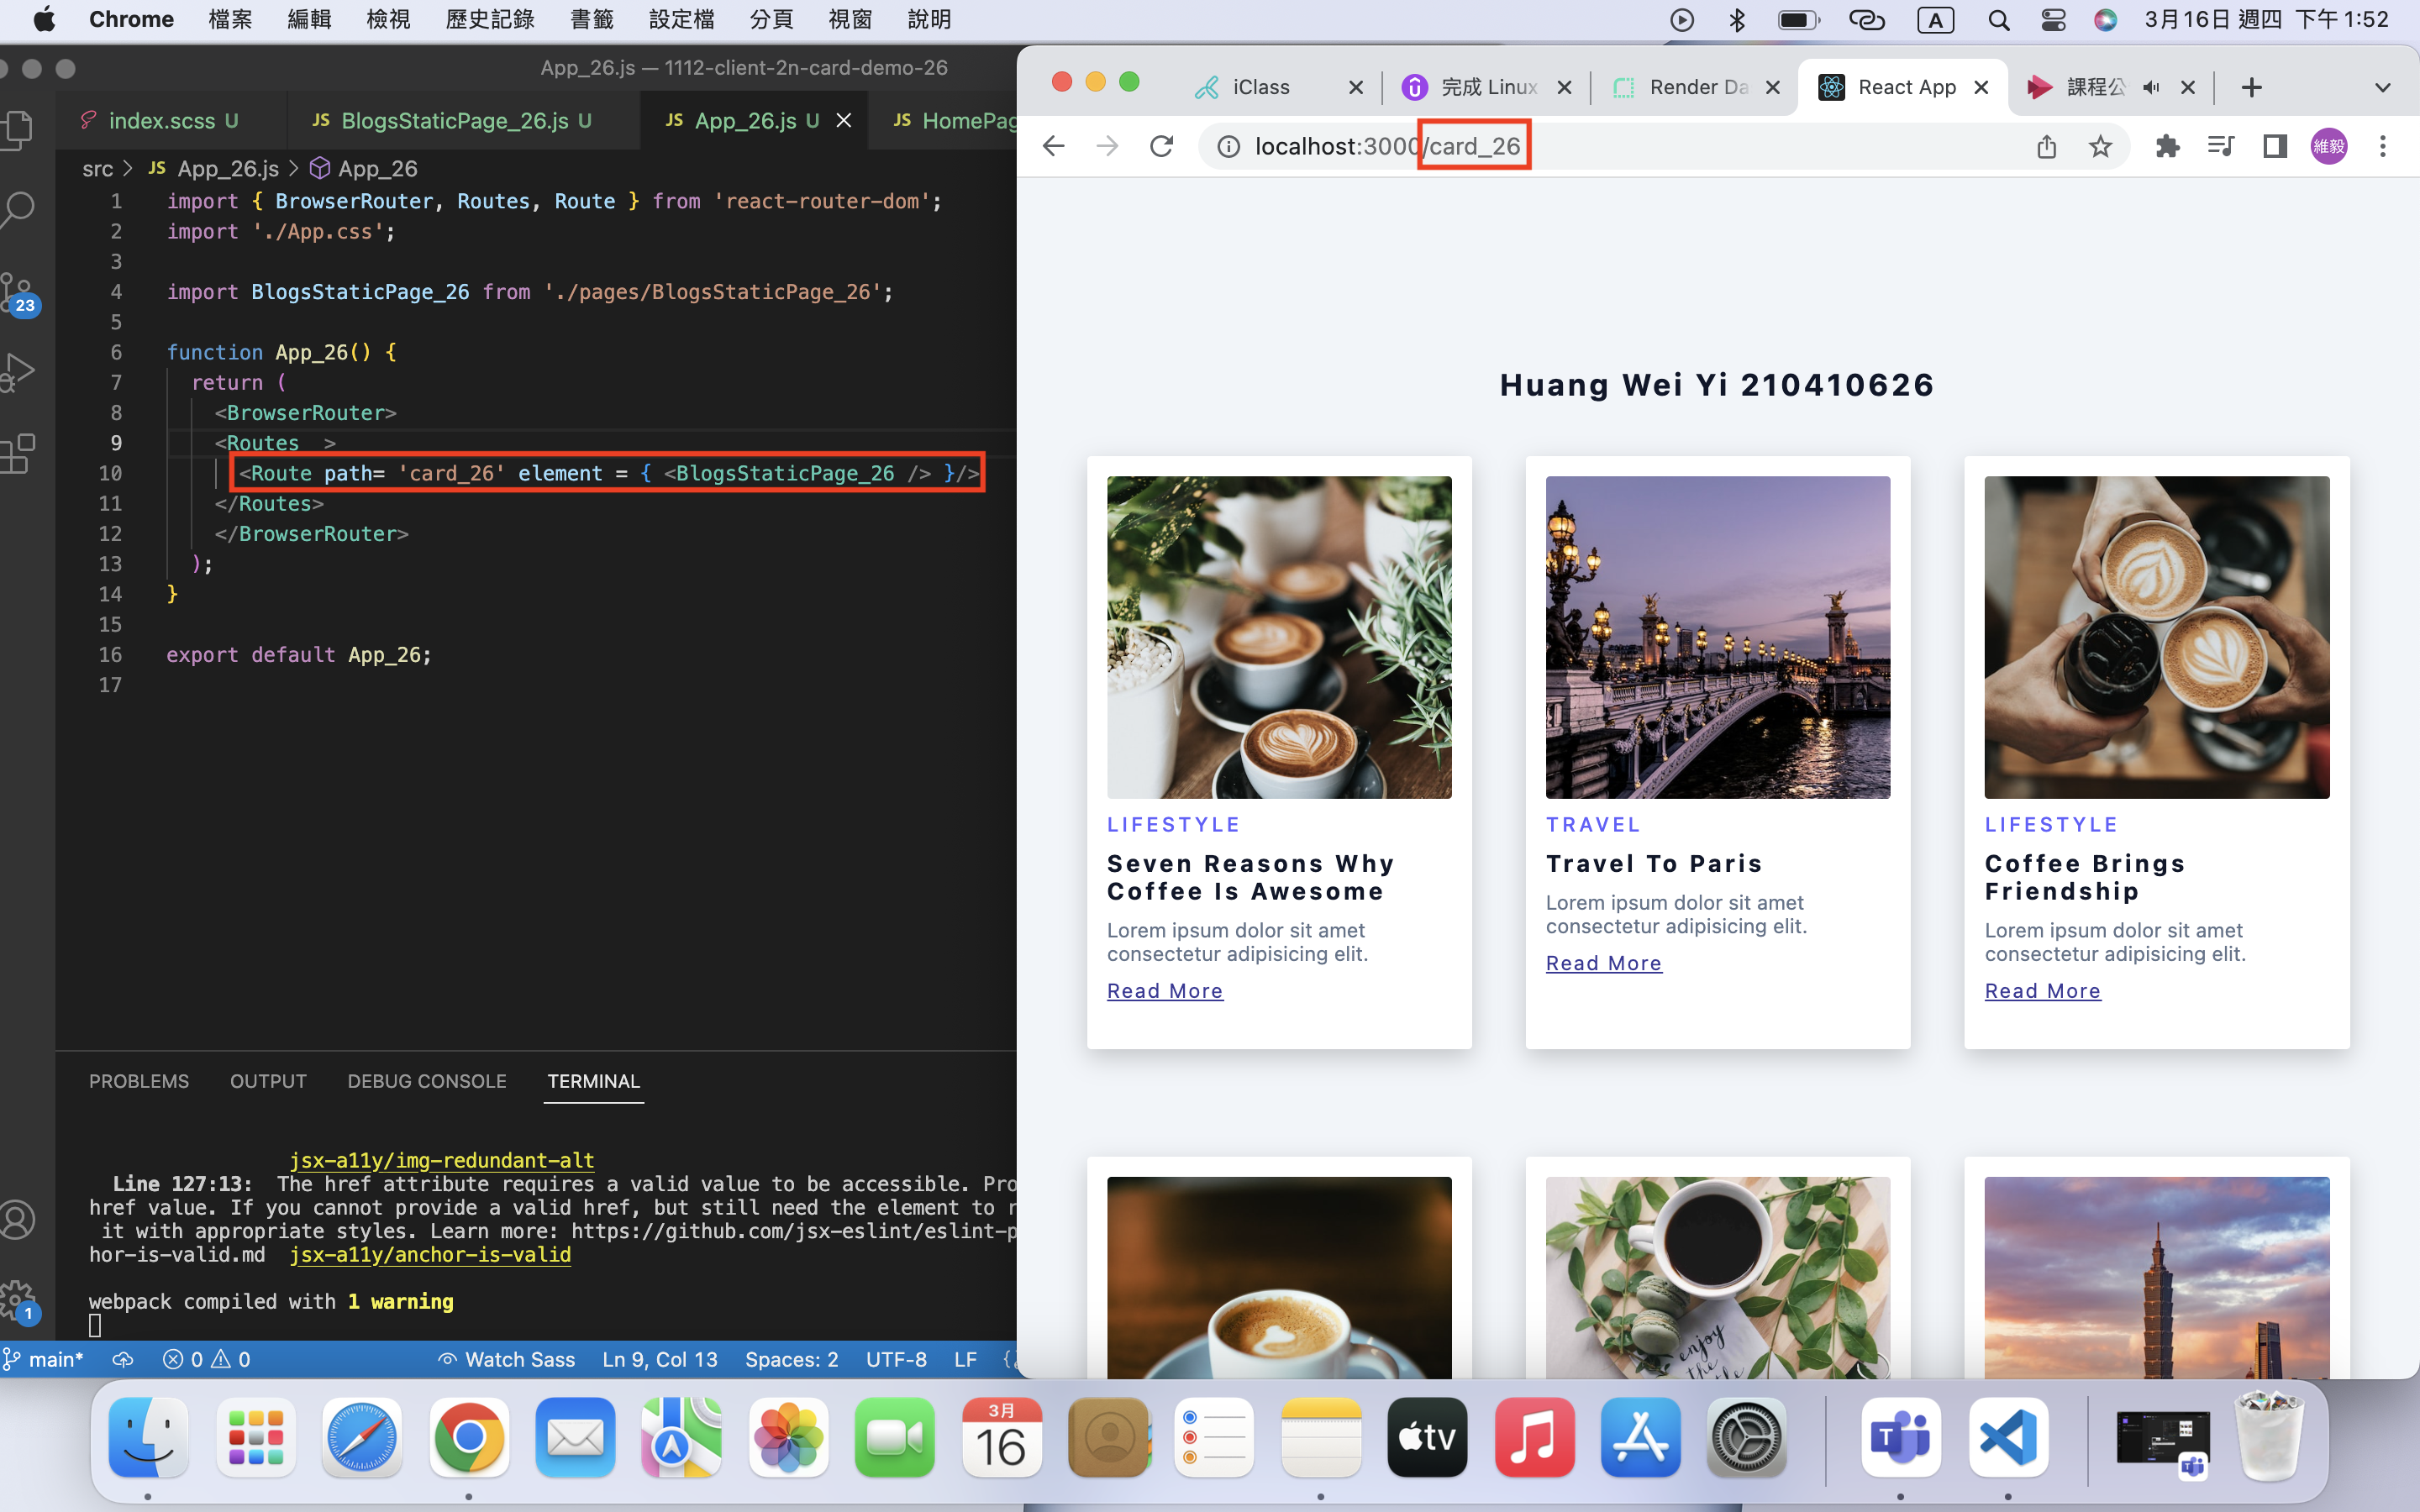 Chrome 檔案 編輯 檢視 歷史記錄 書籤 設定檔 分頁 視窗 說明 A 3月16日 週四 下午1:52
App_26.js — 1112-client-2n-card-demo-26
index.scss U JS BlogsStaticPage_26.js U JS App_26.js U JS HomePag
src > JS App_26.js > App_26
1 import { BrowserRouter, Routes, Route } from 'react-router-dom';
2 import './App.css';
3
4 import BlogsStaticPage_26 from './pages/BlogsStaticPage_26';
5
6 function App_26() {
7 return (
8 <BrowserRouter>
9 <Routes  >
10 <Route path= 'card_26' element = { <BlogsStaticPage_26 /> }/>
11 </Routes>
12 </BrowserRouter>
13 );
14 }
15
16 export default App_26;
17
23
PROBLEMS OUTPUT DEBUG CONSOLE TERMINAL
jsx-a11y/img-redundant-alt
Line 127:13:  The href attribute requires a valid value to be accessible. Pro
href value. If you cannot provide a valid href, but still need the element to r
it with appropriate styles. Learn more: https://github.com/jsx-eslint/eslint-p
hor-is-valid.md  jsx-a11y/anchor-is-valid
webpack compiled with 1 warning
1
main* 0 0 Watch Sass Ln 9, Col 13 Spaces: 2 UTF-8 LF {
iClass 完成 Linux Render Da React App 課程公
localhost:3000/card_26 維毅
Huang Wei Yi 210410626
LIFESTYLE
Seven Reasons Why
Coffee Is Awesome
Lorem ipsum dolor sit amet
consectetur adipisicing elit.
Read More
TRAVEL
Travel To Paris
Lorem ipsum dolor sit amet
consectetur adipisicing elit.
Read More
LIFESTYLE
Coffee Brings
Friendship
Lorem ipsum dolor sit amet
consectetur adipisicing elit.
Read More
enjoy
the
3月
16
tv
T